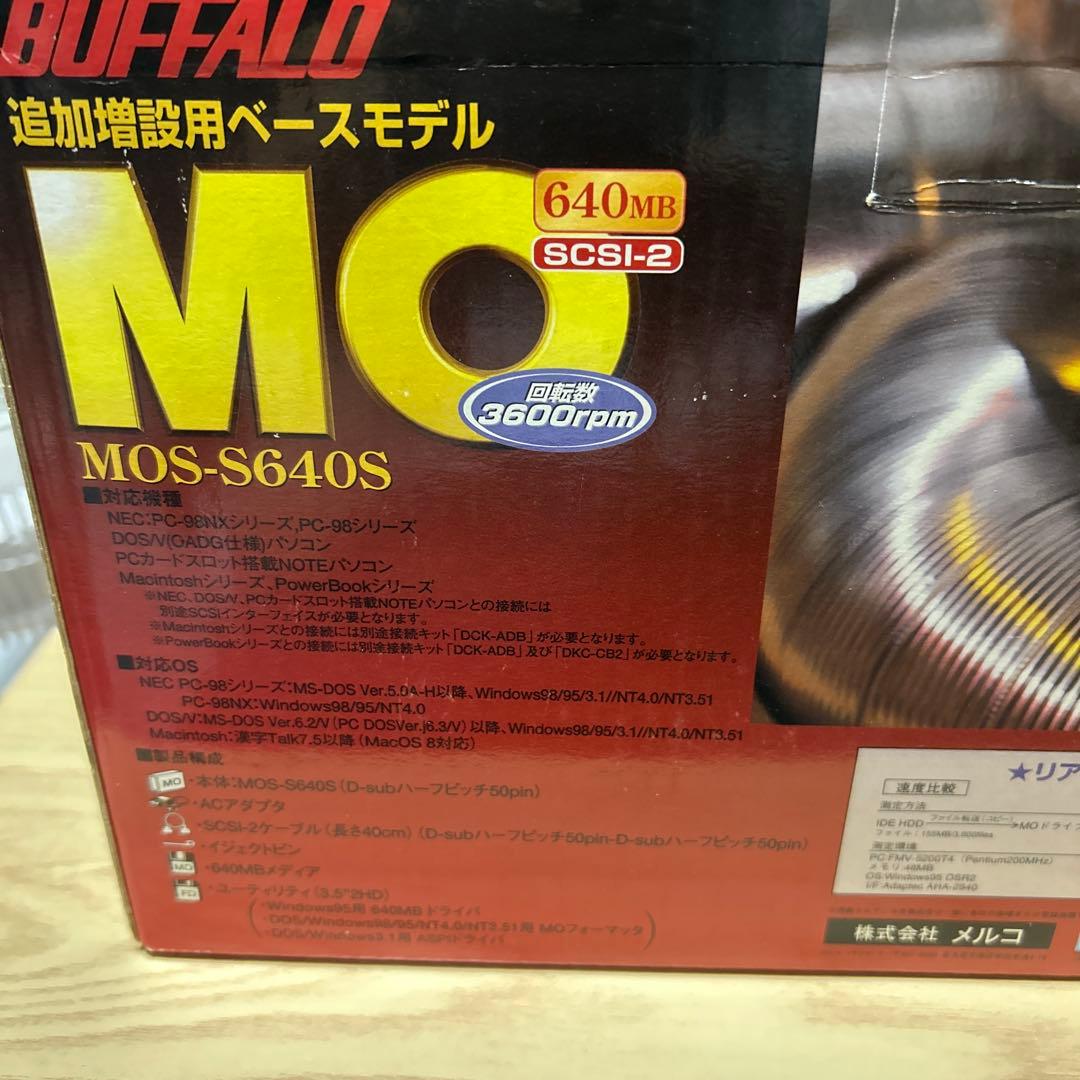 BUFFALO
追加増設用ベースモデル
MO
640MB
SCSI-2
回転数
3600rpm
MOS-S640S
■対応機種
NEC:PC-98NXシリーズ,PC-98シリーズ
DOS/V(OADG仕様)パソコン
PCカードスロット搭載NOTEパソコン
Macintoshシリーズ、PowerBookシリーズ
※NEC、DOS/V、PCカードスロット搭載NOTEパソコンとの接続には
別途SCSIインターフェイスが必要となります。
※Macintoshシリーズとの接続には別途接続キット「DCK-ADB」が必要となります。
※PowerBookシリーズとの接続には別途接続キット「DCK-ADB」及び「DKC-CB2」が必要となります。
■対応OS
NEC PC-98シリーズ:MS-DOS Ver.5.0A-H以降、Windows98/95/3.1//NT4.0/NT3.51
PC-98NX:Windows98/95/NT4.0
DOS/V:MS-DOS Ver.6.2/V(PC DOSVer.j6.3/V)以降、Windows98/95/3.1//NT4.0/NT3.51
Macintosh:漢字Talk7.5以降(MacOS 8対応)
■製品構成
MO ・本体:MOS-S640S(D-subハーフピッチ50pin)
・ACアダプタ
・SCSI-2ケーブル(長さ40cm)(D-subハーフピッチ50pin-D-subハーフピッチ50pin)
・イジェクトピン
MO ・640MBメディア
FD ・ユーティリティ(3.5"2HD)
・Windows95用 640MBドライバ
・DOS/Windows98/95/NT4.0/NT3.51用 MOフォーマッタ
・DOS/Windows3.1用 ASPIドライバ
★リア
速度比較
測定方法
IDE HDD ファイル転送(コピー) MOドライブ
測定環境
PC:FMV-5200T4(Pentium200MHz)
メモリ:48MB
OS:Windows95 OSR2
I/F:Adaptec AHA-2940
株式会社 メルコ